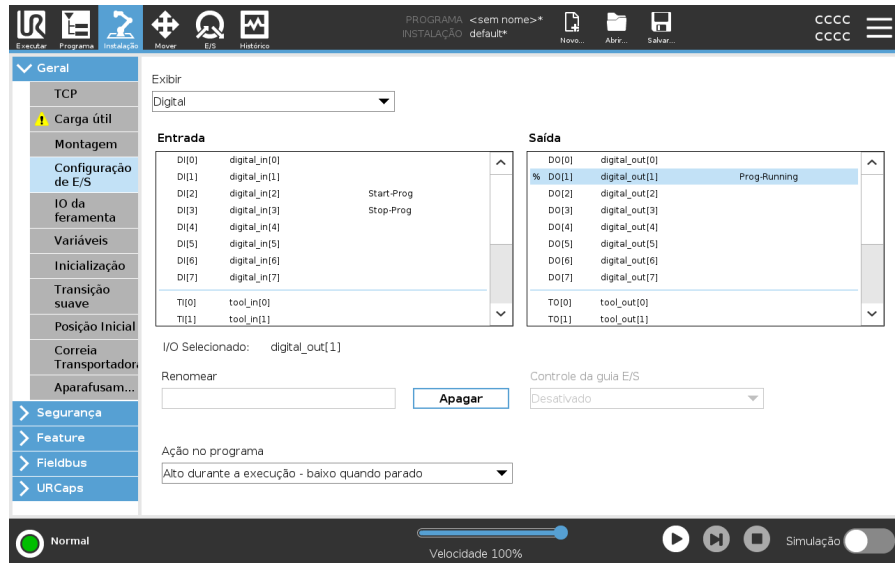 UR
Executar
Programa
Instalação
Mover
E/S
Histórico
PROGRAMA <sem nome>*
INSTALAÇÃO default*
Novo...
Abrir...
Salvar...
CCCC
CCCC
Geral
TCP
Carga útil
Montagem
Configuração
de E/S
IO da
ferramenta
Variáveis
Inicialização
Transição
suave
Posição Inicial
Correia
Transportadora
Aparafusam...
Segurança
Feature
Fieldbus
URCaps
Exibir
Digital
Entrada
DI[0] digital_in[0]
DI[1] digital_in[1]
DI[2] digital_in[2] Start-Prog
DI[3] digital_in[3] Stop-Prog
DI[4] digital_in[4]
DI[5] digital_in[5]
DI[6] digital_in[6]
DI[7] digital_in[7]
TI[0] tool_in[0]
TI[1] tool_in[1]
Saída
DO[0] digital_out[0]
% DO[1] digital_out[1] Prog-Running
DO[2] digital_out[2]
DO[3] digital_out[3]
DO[4] digital_out[4]
DO[5] digital_out[5]
DO[6] digital_out[6]
DO[7] digital_out[7]
TO[0] tool_out[0]
TO[1] tool_out[1]
I/O Selecionado: digital_out[1]
Renomear
Apagar
Controle da guia E/S
Desativado
Ação no programa
Alto durante a execução - baixo quando parado
Normal
Velocidade 100%
Simulação